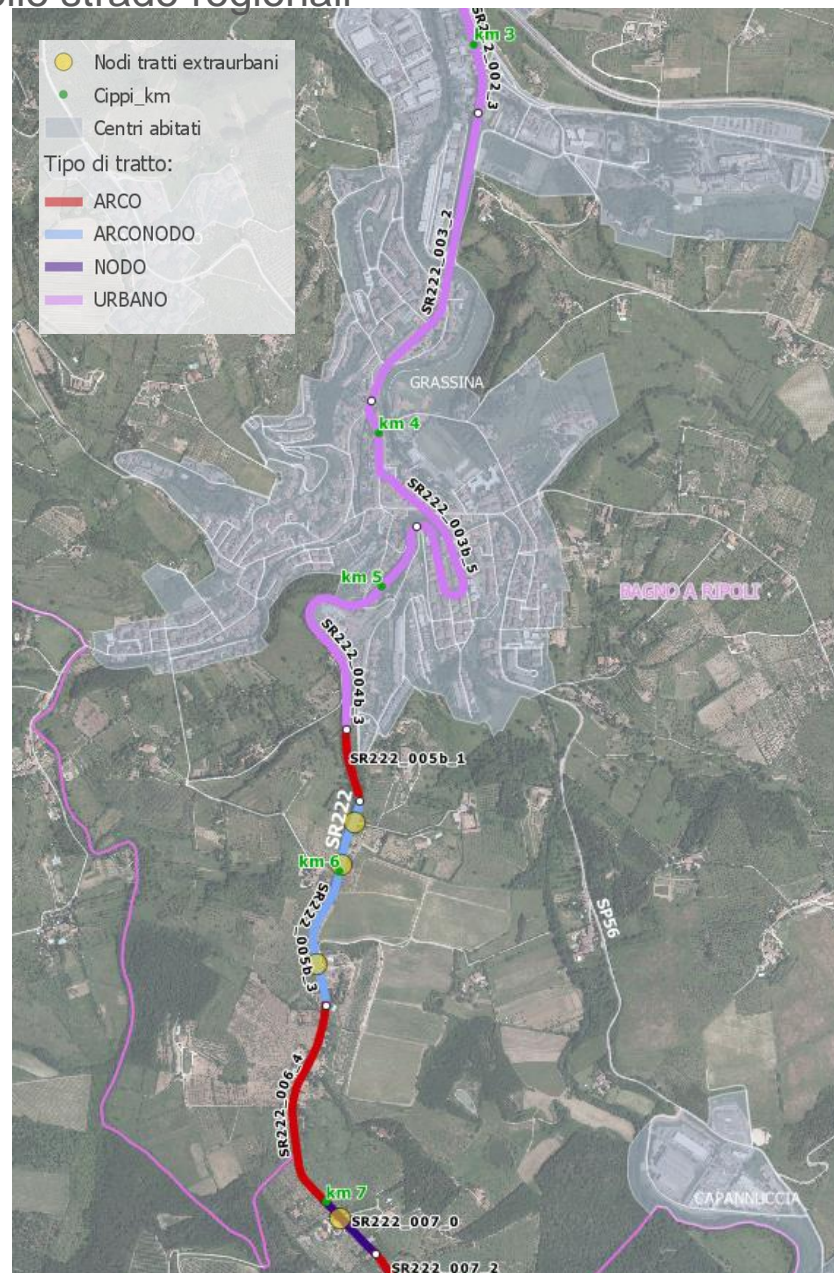 strade regionali
Nodi tratti extraurbani
Cippi_km
Centri abitati
Tipo di tratto:
ARCO
ARCONODO
NODO
URBANO
SR222_002_3
km 3
SR222_003_2
GRASSINA
km 4
SR222_003b_5
km 5
BAGNO A RIPOLI
SR222_004b_3
SR222_005b_1
SR222
km 6
SR222_005b_3
SP56
SR222_006_4
km 7
CAPANNUCCIA
SR222_007_0
SR222_007_2